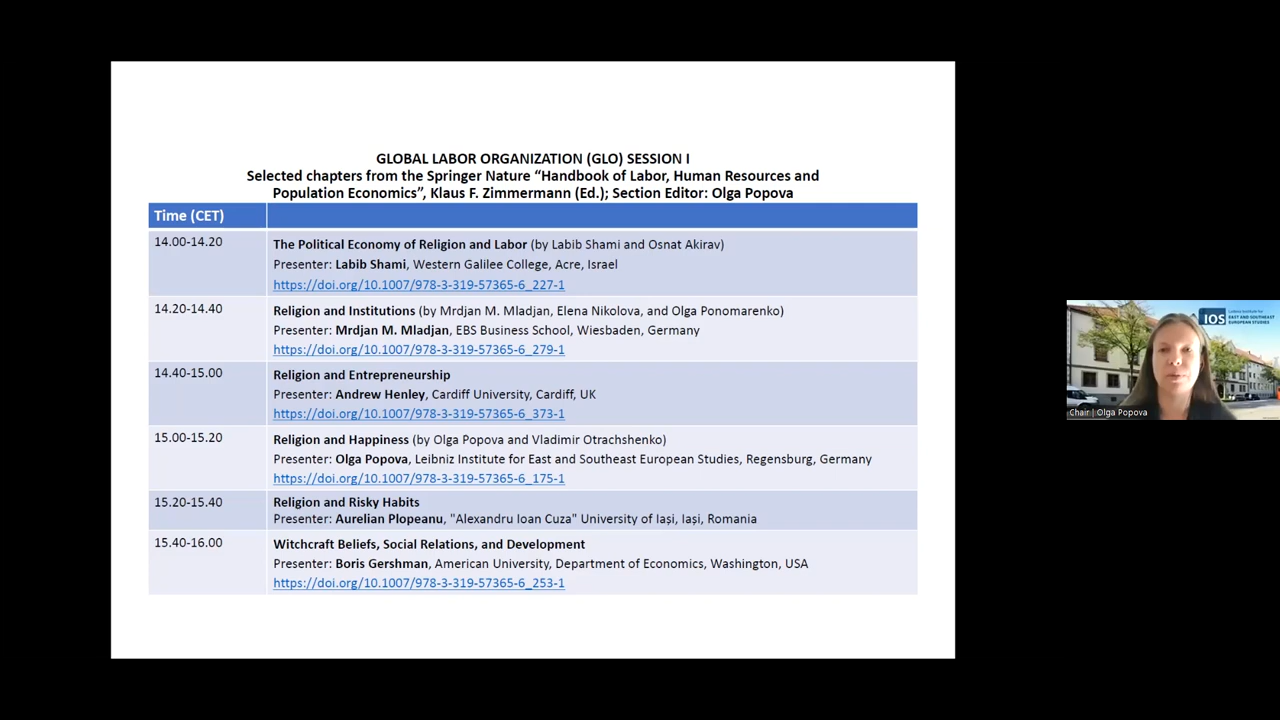 GLOBAL LABOR ORGANIZATION (GLO) SESSION I
Selected chapters from the Springer Nature “Handbook of Labor, Human Resources and
Population Economics”, Klaus F. Zimmermann (Ed.); Section Editor: Olga Popova
Time (CET)
14.00-14.20
The Political Economy of Religion and Labor (by Labib Shami and Osnat Akirav)
Presenter: Labib Shami, Western Galilee College, Acre, Israel
https://doi.org/10.1007/978-3-319-57365-6_227-1
14.20-14.40
Religion and Institutions (by Mrdjan M. Mladjan, Elena Nikolova, and Olga Ponomarenko)
Presenter: Mrdjan M. Mladjan, EBS Business School, Wiesbaden, Germany
https://doi.org/10.1007/978-3-319-57365-6_279-1
14.40-15.00
Religion and Entrepreneurship
Presenter: Andrew Henley, Cardiff University, Cardiff, UK
https://doi.org/10.1007/978-3-319-57365-6_373-1
15.00-15.20
Religion and Happiness (by Olga Popova and Vladimir Otrachshenko)
Presenter: Olga Popova, Leibniz Institute for East and Southeast European Studies, Regensburg, Germany
https://doi.org/10.1007/978-3-319-57365-6_175-1
15.20-15.40
Religion and Risky Habits
Presenter: Aurelian Plopeanu, "Alexandru Ioan Cuza" University of Iași, Iași, Romania
15.40-16.00
Witchcraft Beliefs, Social Relations, and Development
Presenter: Boris Gershman, American University, Department of Economics, Washington, USA
https://doi.org/10.1007/978-3-319-57365-6_253-1
IOS
Leibniz Institute for
EAST AND SOUTHEAST
EUROPEAN STUDIES
Chair | Olga Popova